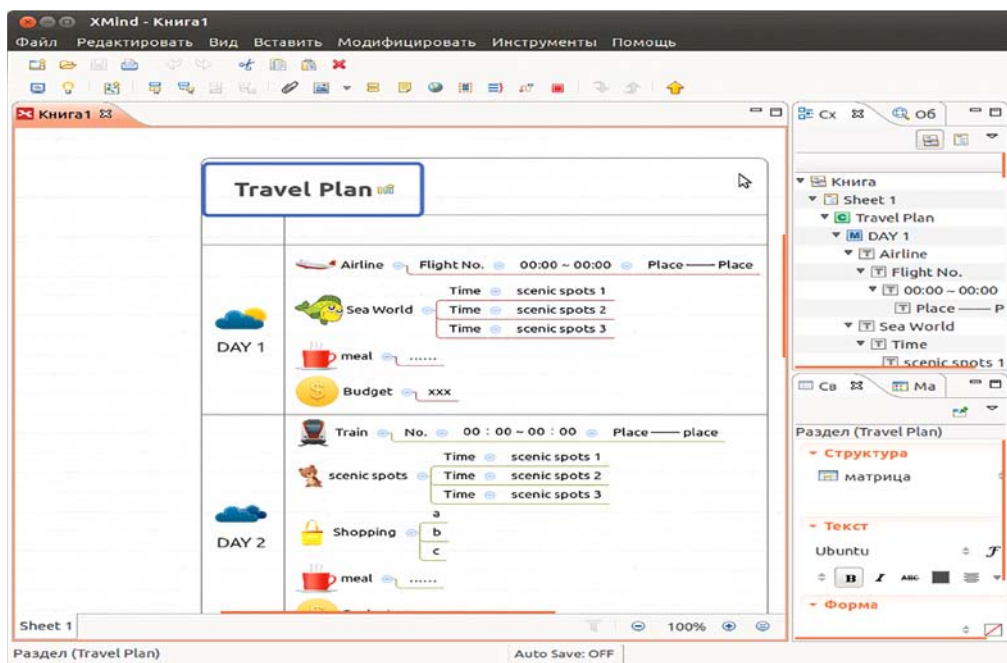 XMind - Книга1
Файл Редактировать Вид Вставить Модифицировать Инструменты Помощь
Книга1
Travel Plan
DAY 1
Airline Flight No. 00:00 ~ 00:00 Place —— Place
Sea World
Time scenic spots 1
Time scenic spots 2
Time scenic spots 3
meal ......
Budget xxx
DAY 2
Train No. 00 : 00 ~ 00 : 00 Place —— place
scenic spots
Time scenic spots 1
Time scenic spots 2
Time scenic spots 3
Shopping
a
b
c
meal ......
Sheet 1
100%
Раздел (Travel Plan)
Auto Save: OFF
Сх Об
Книга
Sheet 1
C Travel Plan
M DAY 1
T Airline
T Flight No.
T 00:00 ~ 00:00
T Place —— P
T Sea World
T Time
T scenic spots 1
Св Ма
Раздел (Travel Plan)
Структура
матрица
Текст
Ubuntu
B I ABC
Форма